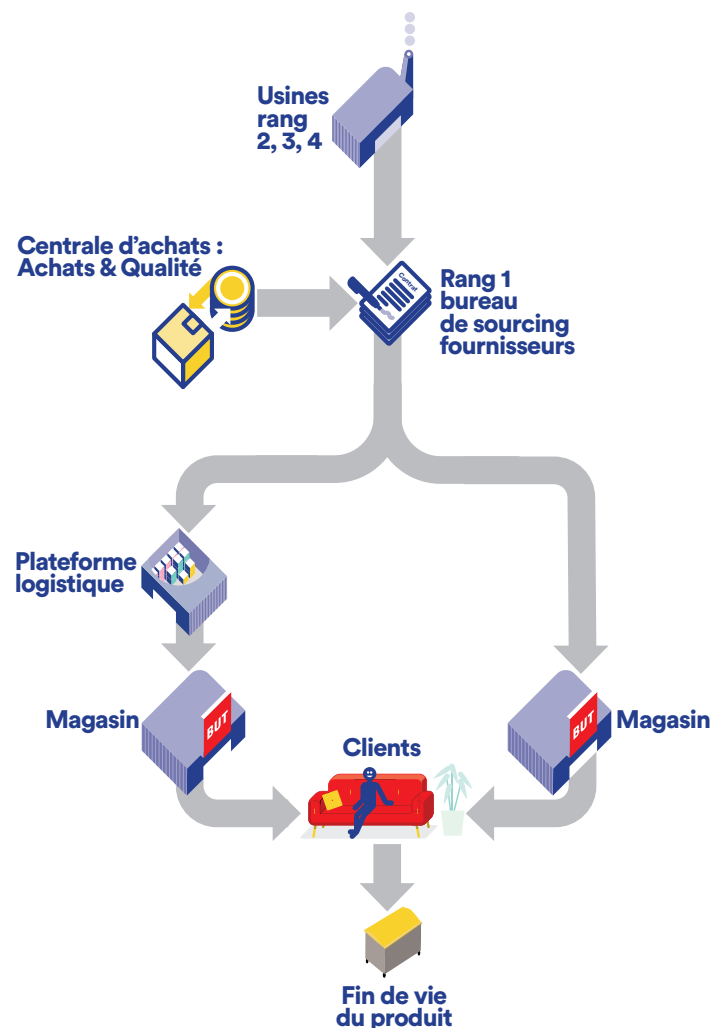 Usines
rang
2, 3, 4
Centrale d'achats :
Achats & Qualité
Contrat
Rang 1
bureau
de sourcing
fournisseurs
Plateforme
logistique
Magasin
BUT
Clients
BUT
Magasin
Fin de vie
du produit